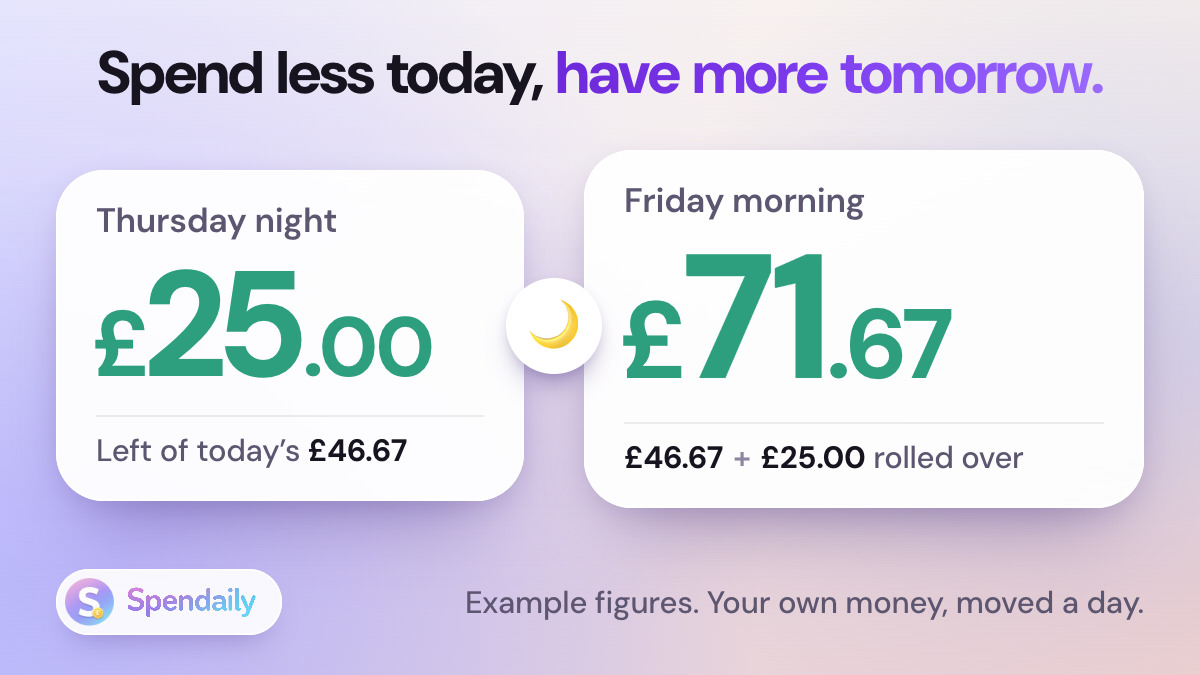 Spend less today, have more tomorrow.
Thursday night
£25.00
Left of today’s £46.67
Friday morning
£71.67
£46.67 + £25.00 rolled over
S Spendaily
Example figures. Your own money, moved a day.